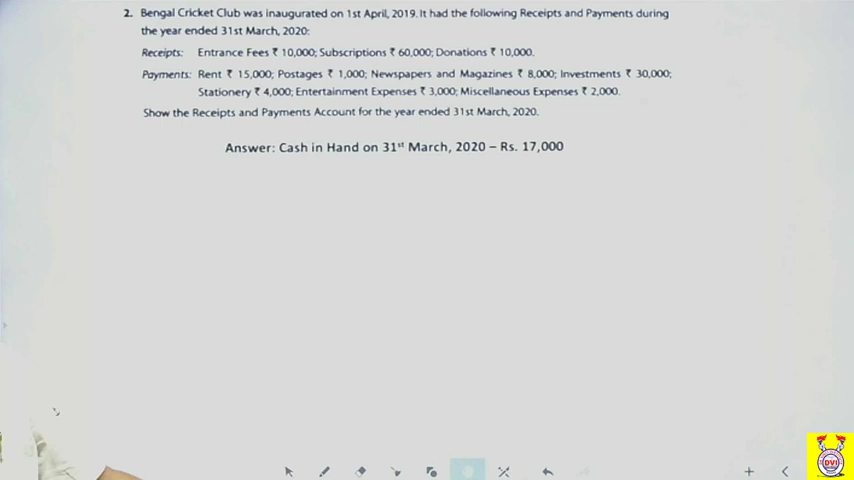 2. Bengal Cricket Club was inaugurated on 1st April, 2019. It had the following Receipts and Payments during
the year ended 31st March, 2020:
Receipts: Entrance Fees ₹ 10,000; Subscriptions ₹ 60,000; Donations ₹ 10,000.
Payments: Rent ₹ 15,000; Postages ₹ 1,000; Newspapers and Magazines ₹ 8,000; Investments ₹ 30,000;
Stationery ₹ 4,000; Entertainment Expenses ₹ 3,000; Miscellaneous Expenses ₹ 2,000.
Show the Receipts and Payments Account for the year ended 31st March, 2020.
Answer: Cash in Hand on 31st March, 2020 – Rs. 17,000
DVI